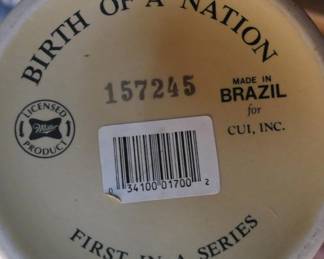 BIRTH OF A NATION
157245
LICENSED
Miller
PRODUCT
MADE IN
BRAZIL
for
CUI, INC.
0 34100 01700 2
FIRST IN A SERIES